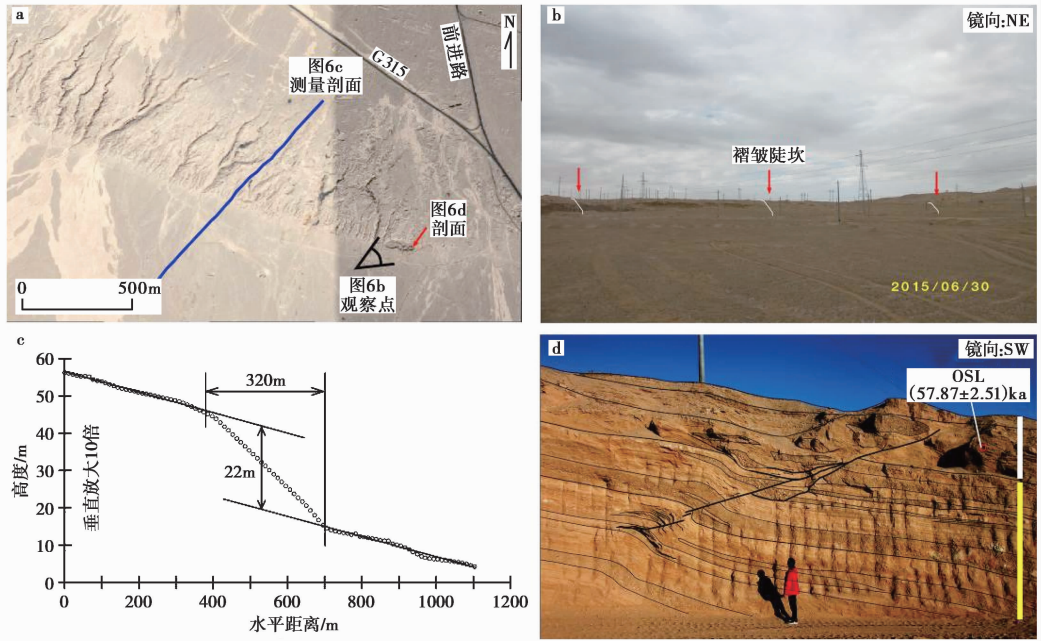 a
N
图6c
测量剖面
G315
前进路
图6d
剖面
图6b
观察点
0
500m
b
镜向:NE
褶皱陡坎
2015/06/30
c
60
50
40
30
20
10
0
高度/m
垂直放大10倍
320m
22m
0
200
400
600
800
1000
1200
水平距离/m
d
镜向:SW
OSL
(57.87±2.51)ka